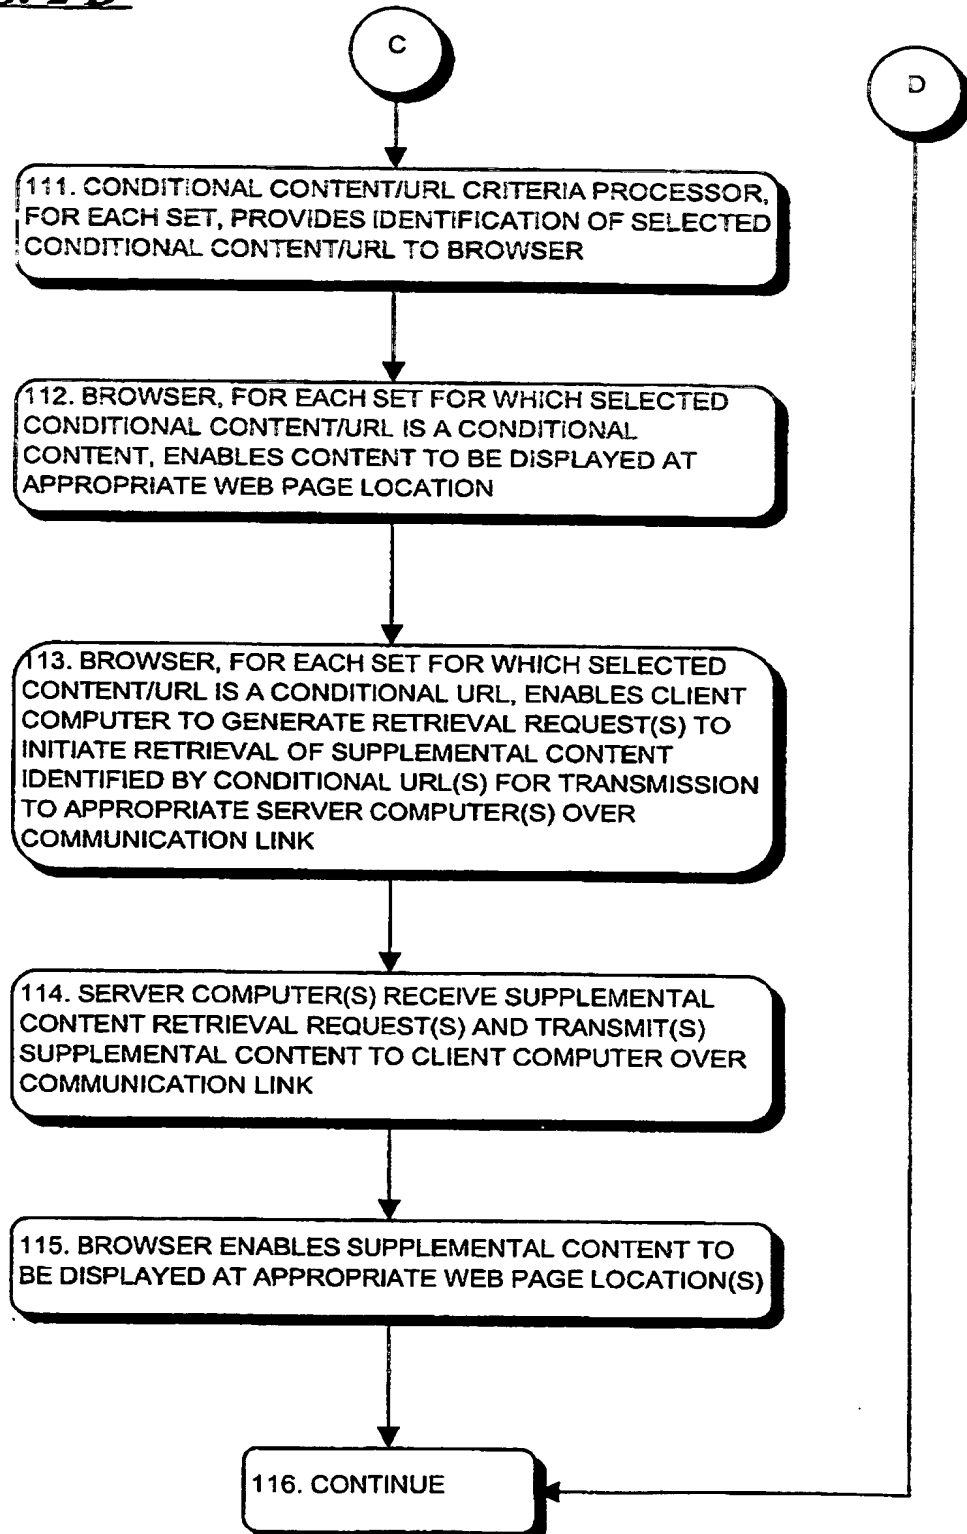 C
D
111. CONDITIONAL CONTENT/URL CRITERIA PROCESSOR,
FOR EACH SET, PROVIDES IDENTIFICATION OF SELECTED
CONDITIONAL CONTENT/URL TO BROWSER
112. BROWSER, FOR EACH SET FOR WHICH SELECTED
CONDITIONAL CONTENT/URL IS A CONDITIONAL
CONTENT, ENABLES CONTENT TO BE DISPLAYED AT
APPROPRIATE WEB PAGE LOCATION
113. BROWSER, FOR EACH SET FOR WHICH SELECTED
CONTENT/URL IS A CONDITIONAL URL, ENABLES CLIENT
COMPUTER TO GENERATE RETRIEVAL REQUEST(S) TO
INITIATE RETRIEVAL OF SUPPLEMENTAL CONTENT
IDENTIFIED BY CONDITIONAL URL(S) FOR TRANSMISSION
TO APPROPRIATE SERVER COMPUTER(S) OVER
COMMUNICATION LINK
114. SERVER COMPUTER(S) RECEIVE SUPPLEMENTAL
CONTENT RETRIEVAL REQUEST(S) AND TRANSMIT(S)
SUPPLEMENTAL CONTENT TO CLIENT COMPUTER OVER
COMMUNICATION LINK
115. BROWSER ENABLES SUPPLEMENTAL CONTENT TO
BE DISPLAYED AT APPROPRIATE WEB PAGE LOCATION(S)
116. CONTINUE